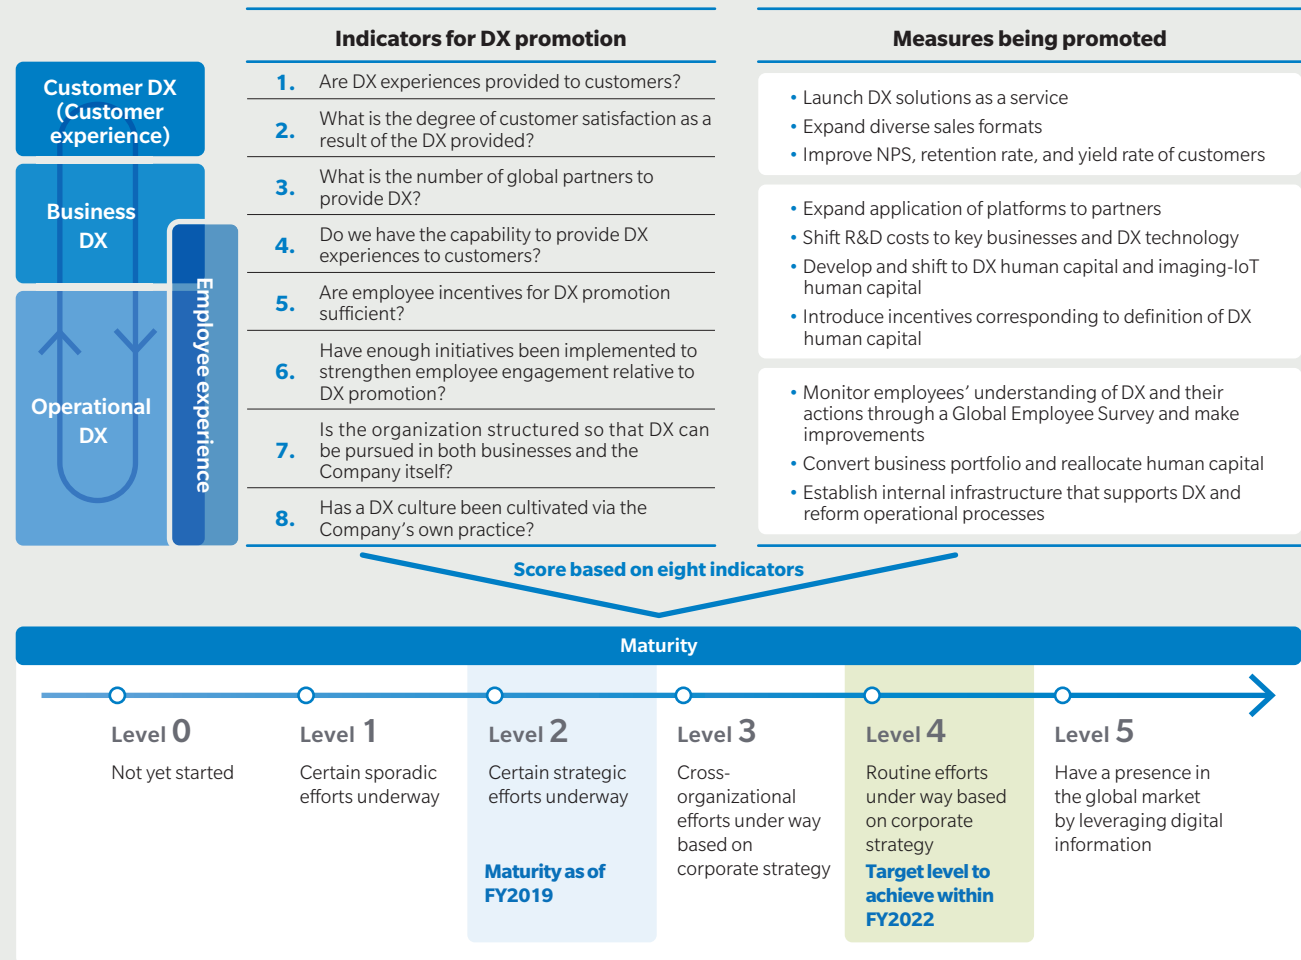 Indicators for DX promotion
Measures being promoted
Customer DX
(Customer
experience)
Business
DX
Operational
DX
Employee experience
1. Are DX experiences provided to customers?
2. What is the degree of customer satisfaction as a
result of the DX provided?
3. What is the number of global partners to
provide DX?
4. Do we have the capability to provide DX
experiences to customers?
5. Are employee incentives for DX promotion
sufficient?
6. Have enough initiatives been implemented to
strengthen employee engagement relative to
DX promotion?
7. Is the organization structured so that DX can
be pursued in both businesses and the
Company itself?
8. Has a DX culture been cultivated via the
Company's own practice?
• Launch DX solutions as a service
• Expand diverse sales formats
• Improve NPS, retention rate, and yield rate of customers
• Expand application of platforms to partners
• Shift R&D costs to key businesses and DX technology
• Develop and shift to DX human capital and imaging-IoT
human capital
• Introduce incentives corresponding to definition of DX
human capital
• Monitor employees' understanding of DX and their
actions through a Global Employee Survey and make
improvements
• Convert business portfolio and reallocate human capital
• Establish internal infrastructure that supports DX and
reform operational processes
Score based on eight indicators
Maturity
Level 0
Not yet started
Level 1
Certain sporadic
efforts underway
Level 2
Certain strategic
efforts underway
Maturity as of
FY2019
Level 3
Cross-
organizational
efforts under way
based on
corporate strategy
Level 4
Routine efforts
under way based
on corporate
strategy
Target level to
achieve within
FY2022
Level 5
Have a presence in
the global market
by leveraging digital
information